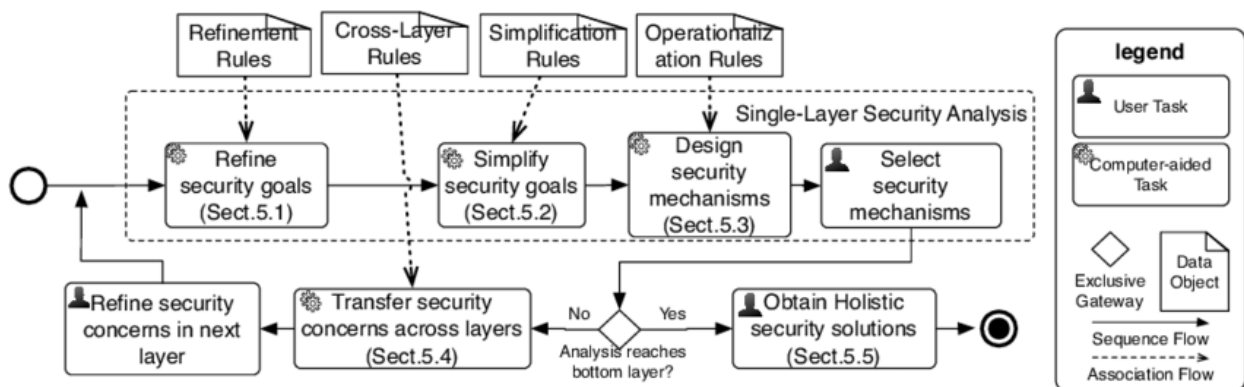 Refinement
Rules
Cross-Layer
Rules
Simplification
Rules
Operationaliz
ation Rules
Single-Layer Security Analysis
Refine
security goals
(Sect.5.1)
Simplify
security goals
(Sect.5.2)
Design
security
mechanisms
(Sect.5.3)
Select
security
mechanisms
Refine security
concerns in next
layer
Transfer security
concerns across layers
(Sect.5.4)
No
Yes
Analysis reaches
bottom layer?
Obtain Holistic
security solutions
(Sect.5.5)
legend
User Task
Computer-aided
Task
Exclusive
Gateway
Data
Object
Sequence Flow
Association Flow